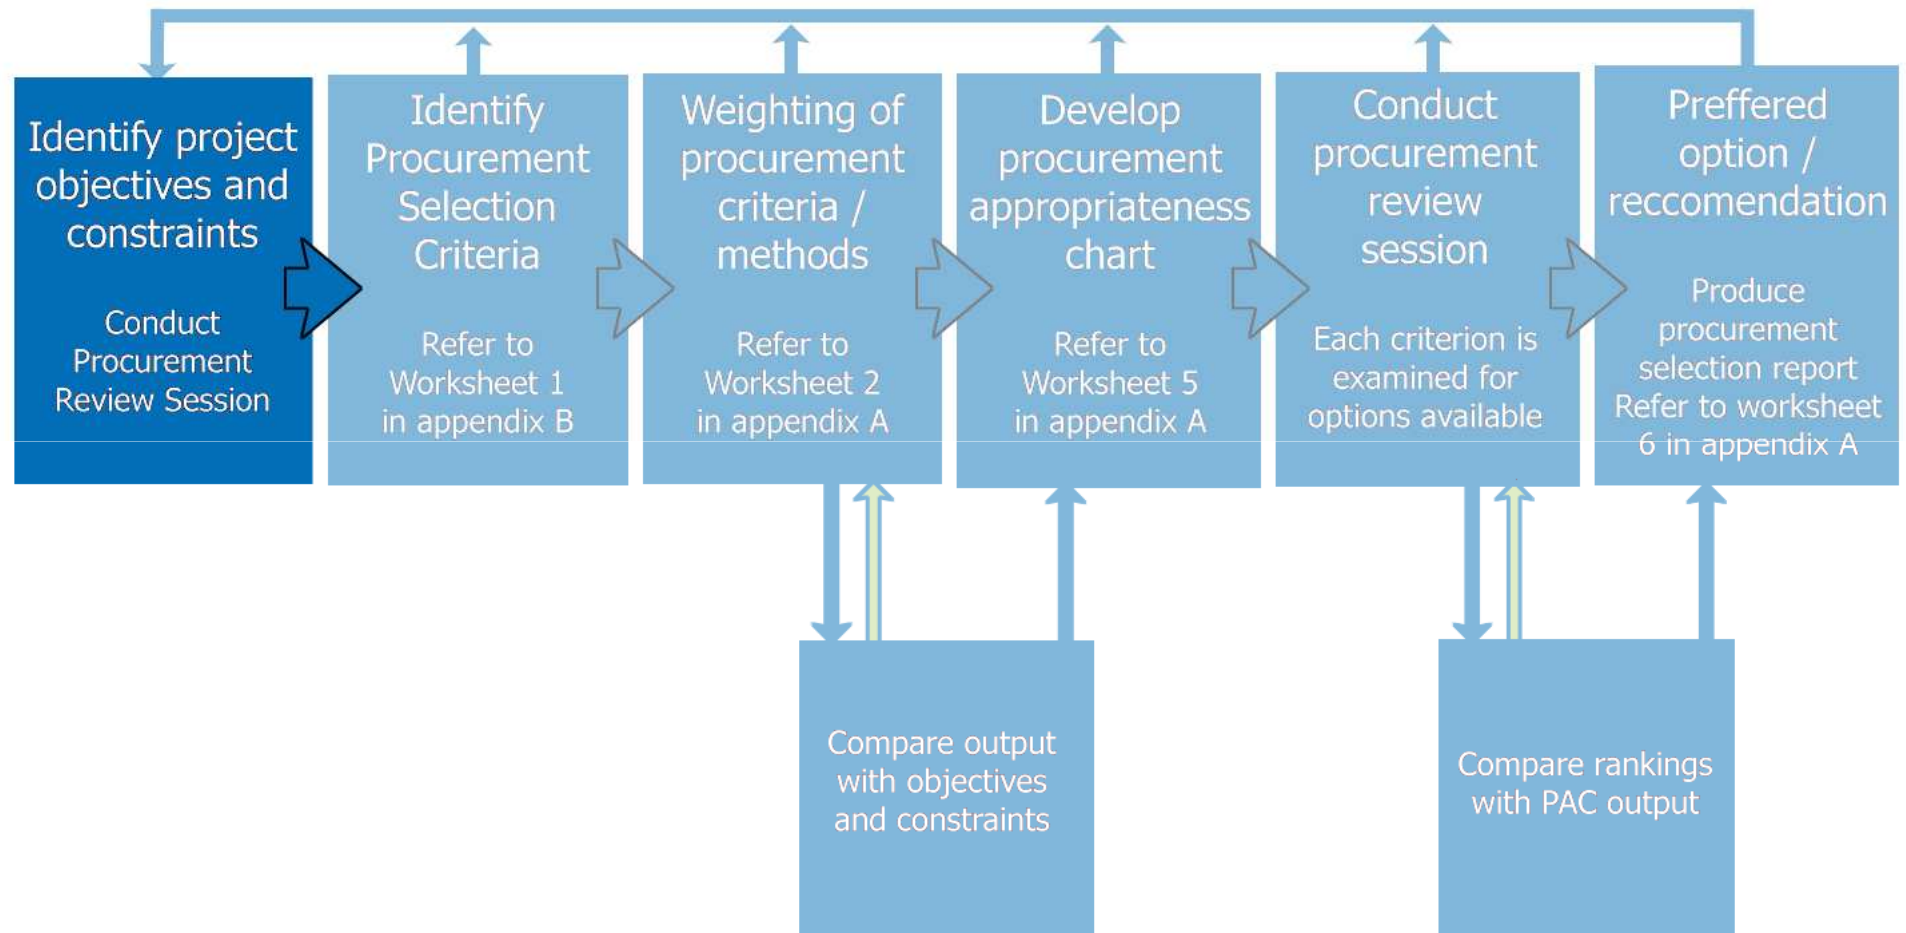 Identify project
objectives and
constraints
Conduct
Procurement
Review Session
Identify
Procurement
Selection
Criteria
Refer to
Worksheet 1
in appendix B
Weighting of
procurement
criteria /
methods
Refer to
Worksheet 2
in appendix A
Develop
procurement
appropriateness
chart
Refer to
Worksheet 5
in appendix A
Conduct
procurement
review
session
Each criterion is
examined for
options available
Preffered
option /
reccomendation
Produce
procurement
selection report
Refer to worksheet
6 in appendix A
Compare output
with objectives
and constraints
Compare rankings
with PAC output